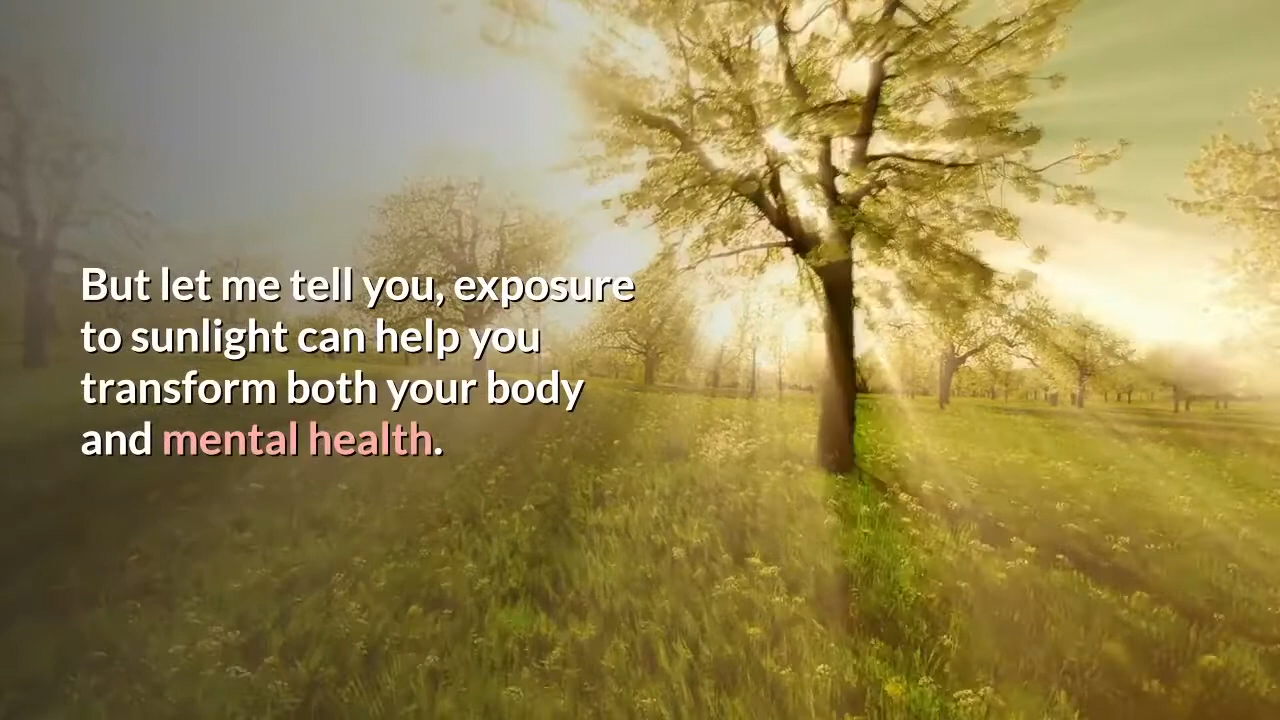 But let me tell you, exposure
to sunlight can help you
transform both your body
and mental health.